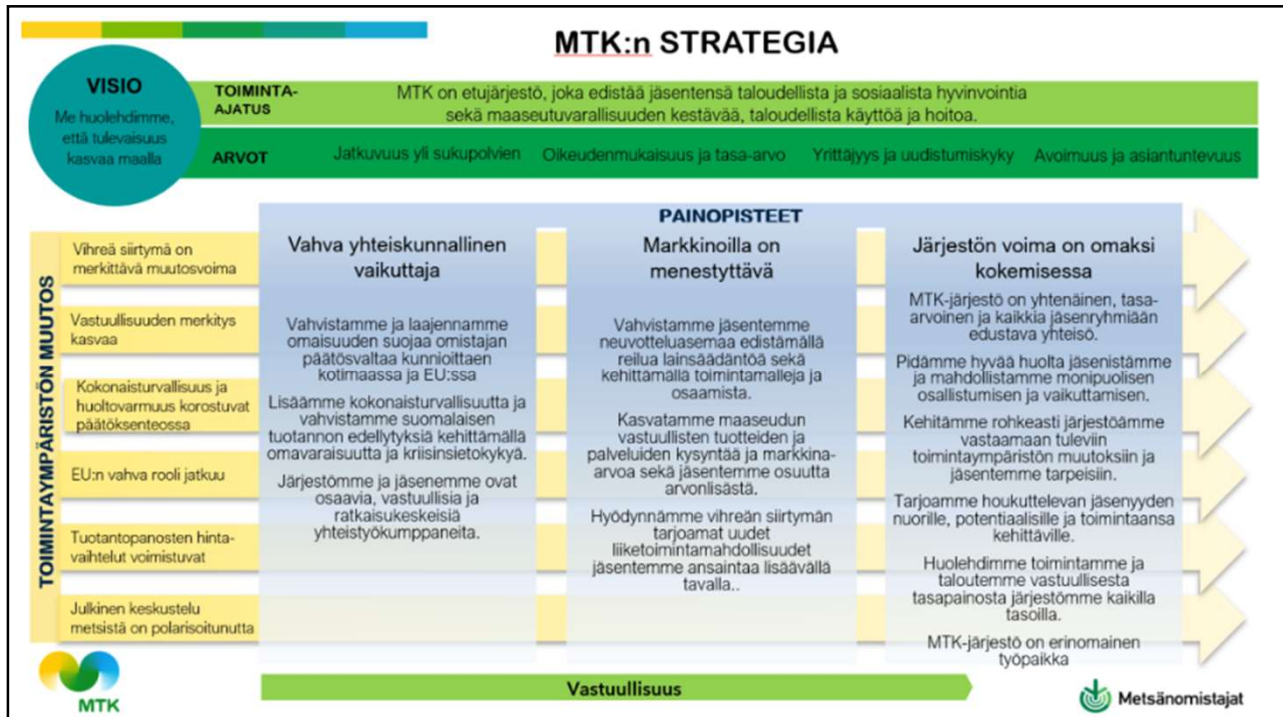 MTK:n STRATEGIA
VISIO
Me huolehdimme,
että tulevaisuus
kasvaa maalla
TOIMINTA-
AJATUS
MTK on etujärjestö, joka edistää jäsentensä taloudellista ja sosiaalista hyvinvointia
sekä maaseutuvarallisuuden kestävää, taloudellista käyttöä ja hoitoa.
ARVOT
Jatkuvuus yli sukupolvien
Oikeudenmukaisuus ja tasa-arvo
Yrittäjyys ja uudistumiskyky
Avoimuus ja asiantuntevuus
TOIMINTAYMPÄRISTÖN MUUTOS
Vihreä siirtymä on
merkittävä muutosvoima
Vastuullisuuden merkitys
kasvaa
Kokonaisturvallisuus ja
huoltovarmuus korostuvat
päätöksenteossa
EU:n vahva rooli jatkuu
Tuotantopanosten hinta-
vaihtelut voimistuvat
Julkinen keskustelu
metsistä on polarisoitunutta
PAINOPISTEET
Vahva yhteiskunnallinen
vaikuttaja
Vahvistamme ja laajennamme
omaisuuden suojaa omistajan
päätösvaltaa kunnioittaen
kotimaassa ja EU:ssa
Lisäämme kokonaisturvallisuutta ja
vahvistamme suomalaisen
tuotannon edellytyksiä kehittämällä
omavaraisuutta ja kriisinsietokykyä.
Järjestömme ja jäsenemme ovat
osaavia, vastuullisia ja
ratkaisukeskeisiä
yhteistyökumppaneita.
Markkinoilla on
menestyttävä
Vahvistamme jäsentemme
neuvotteluasemaa edistämällä
reilua lainsäädäntöä sekä
kehittämällä toimintamalleja ja
osaamista.
Kasvatamme maaseudun
vastuullisten tuotteiden ja
palveluiden kysyntää ja markkina-
arvoa sekä jäsentemme osuutta
arvonlisästä.
Hyödynnämme vihreän siirtymän
tarjoamat uudet
liiketoimintamahdollisuudet
jäsentemme ansaintaa lisäävällä
tavalla..
Järjestön voima on omaksi
kokemisessa
MTK-järjestö on yhtenäinen, tasa-
arvoinen ja kaikkia jäsenryhmiään
edustava yhteisö.
Pidämme hyvää huolta jäsenistämme
ja mahdollistamme monipuolisen
osallistumisen ja vaikuttamisen.
Kehitämme rohkeasti järjestöämme
vastaamaan tuleviin
toimintaympäristön muutoksiin ja
jäsentemme tarpeisiin.
Tarjoamme houkuttelevan jäsenyyden
nuorille, potentiaalisille ja toimintaansa
kehittäville.
Huolehdimme toimintamme ja
taloutemme vastuullisesta
tasapainosta järjestömme kaikilla
tasoilla.
MTK-järjestö on erinomainen
työpaikka
MTK
Vastuullisuus
Metsänomistajat